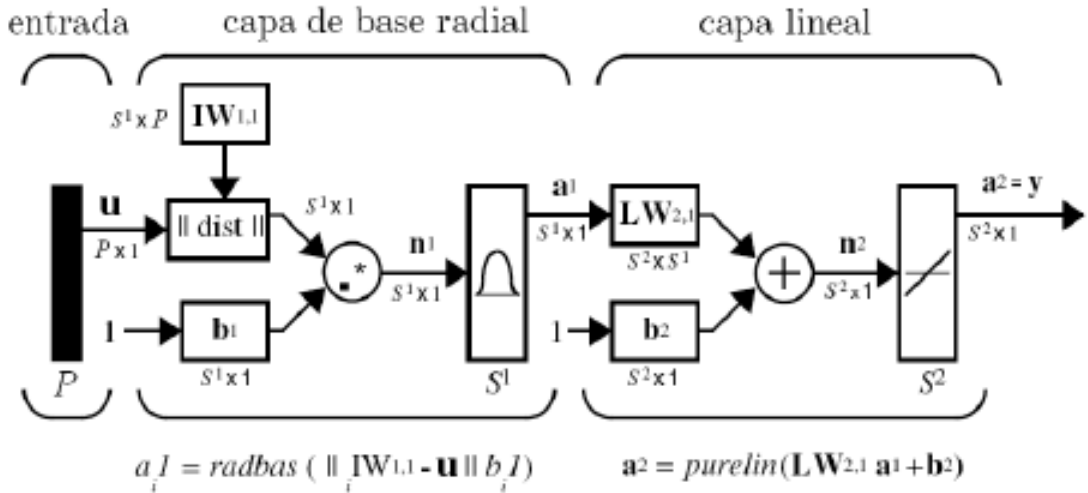 entrada
capa de base radial
capa lineal
S¹ x P
IW1,1
u
P x 1
|| dist ||
S¹ x 1
.*
n1
S¹ x 1
1
b1
S¹ x 1
P
S¹
a1
S¹ x 1
LW2,1
S² x S¹
+
n2
S² x 1
1
b2
S² x 1
S²
a2 = y
S² x 1
a i 1 = radbas ( || i IW1,1 - u || b i 1)
a2 = purelin(LW2,1 a1 + b2)